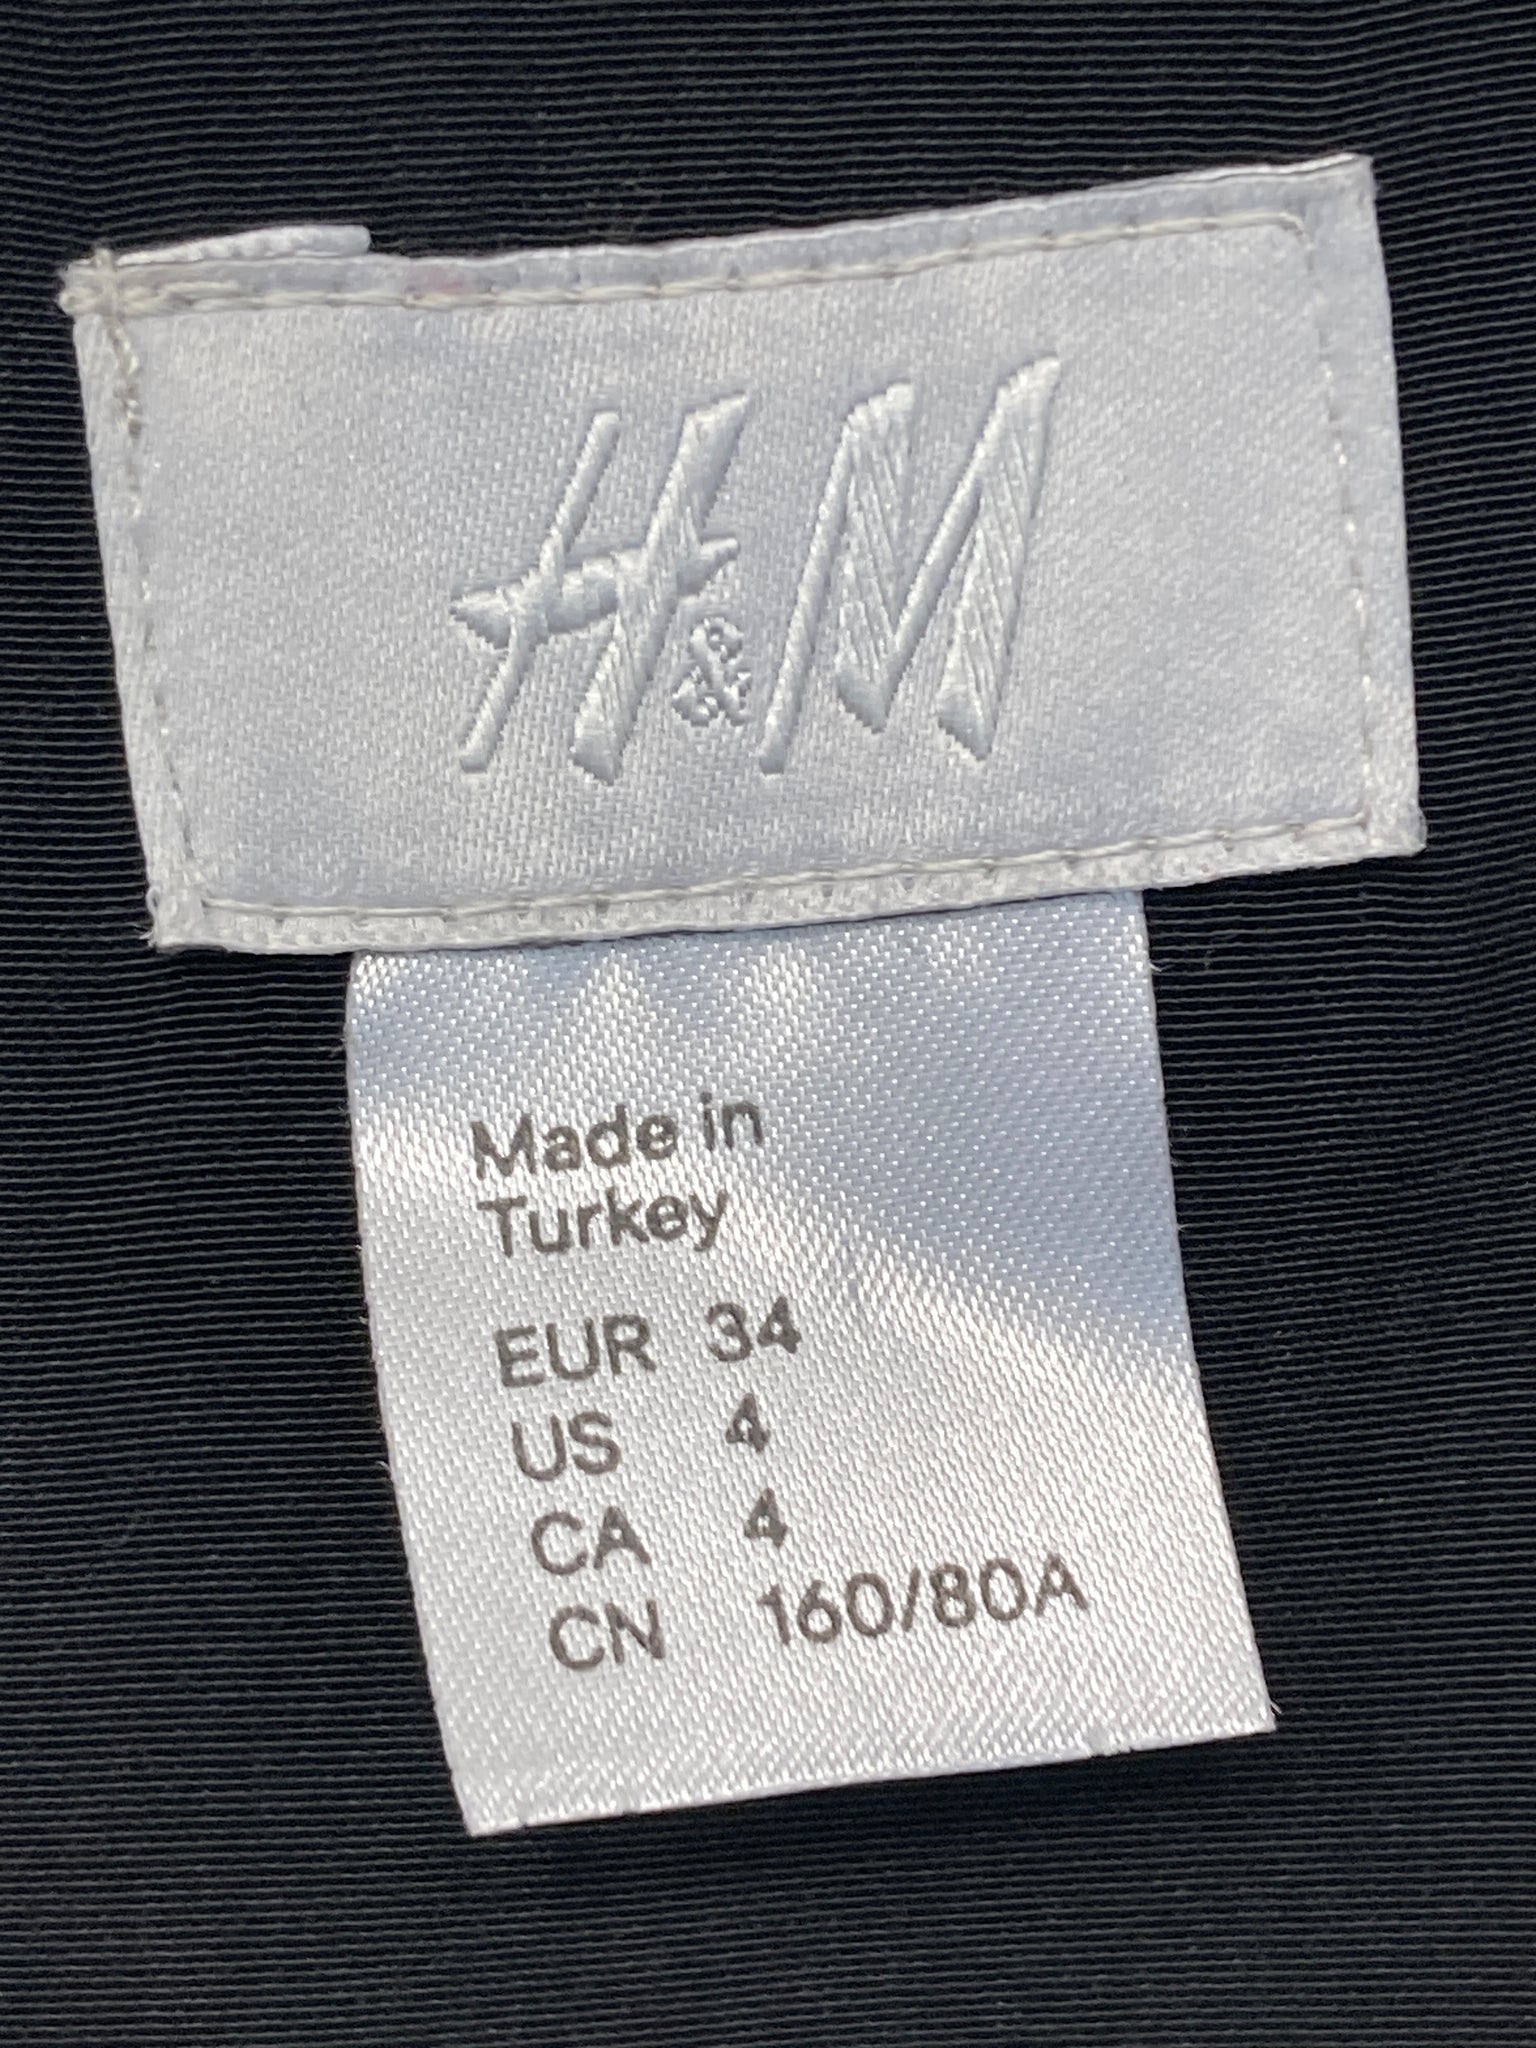 H&M
Made in
Turkey
EUR 34
US 4
CA 4
CN 160/80A